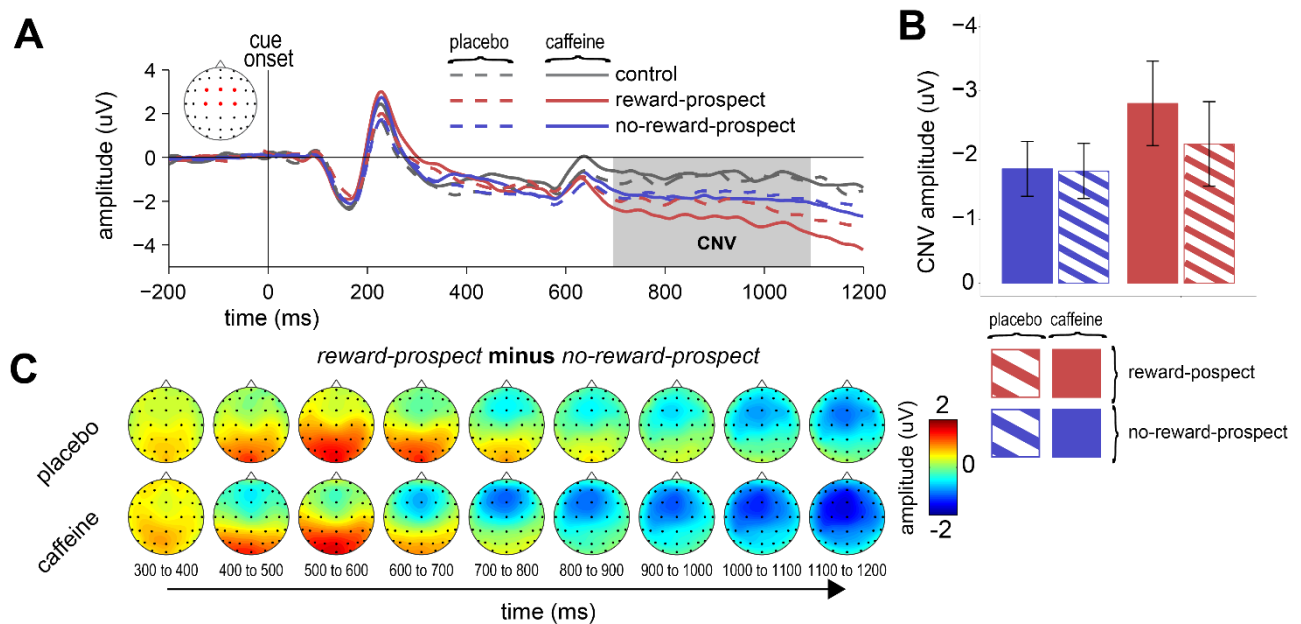 A
cue
onset
placebo
caffeine
control
reward-prospect
no-reward-prospect
amplitude (uV)
4
2
0
−2
−4
CNV
−200
0
200
400
600
800
1000
1200
time (ms)
B
CNV amplitude (uV)
−4
−3
−2
−1
0
placebo
caffeine
reward-pospect
no-reward-prospect
C
reward-prospect minus no-reward-prospect
placebo
caffeine
300 to 400
400 to 500
500 to 600
600 to 700
700 to 800
800 to 900
900 to 1000
1000 to 1100
1100 to 1200
time (ms)
amplitude (uV)
2
0
-2